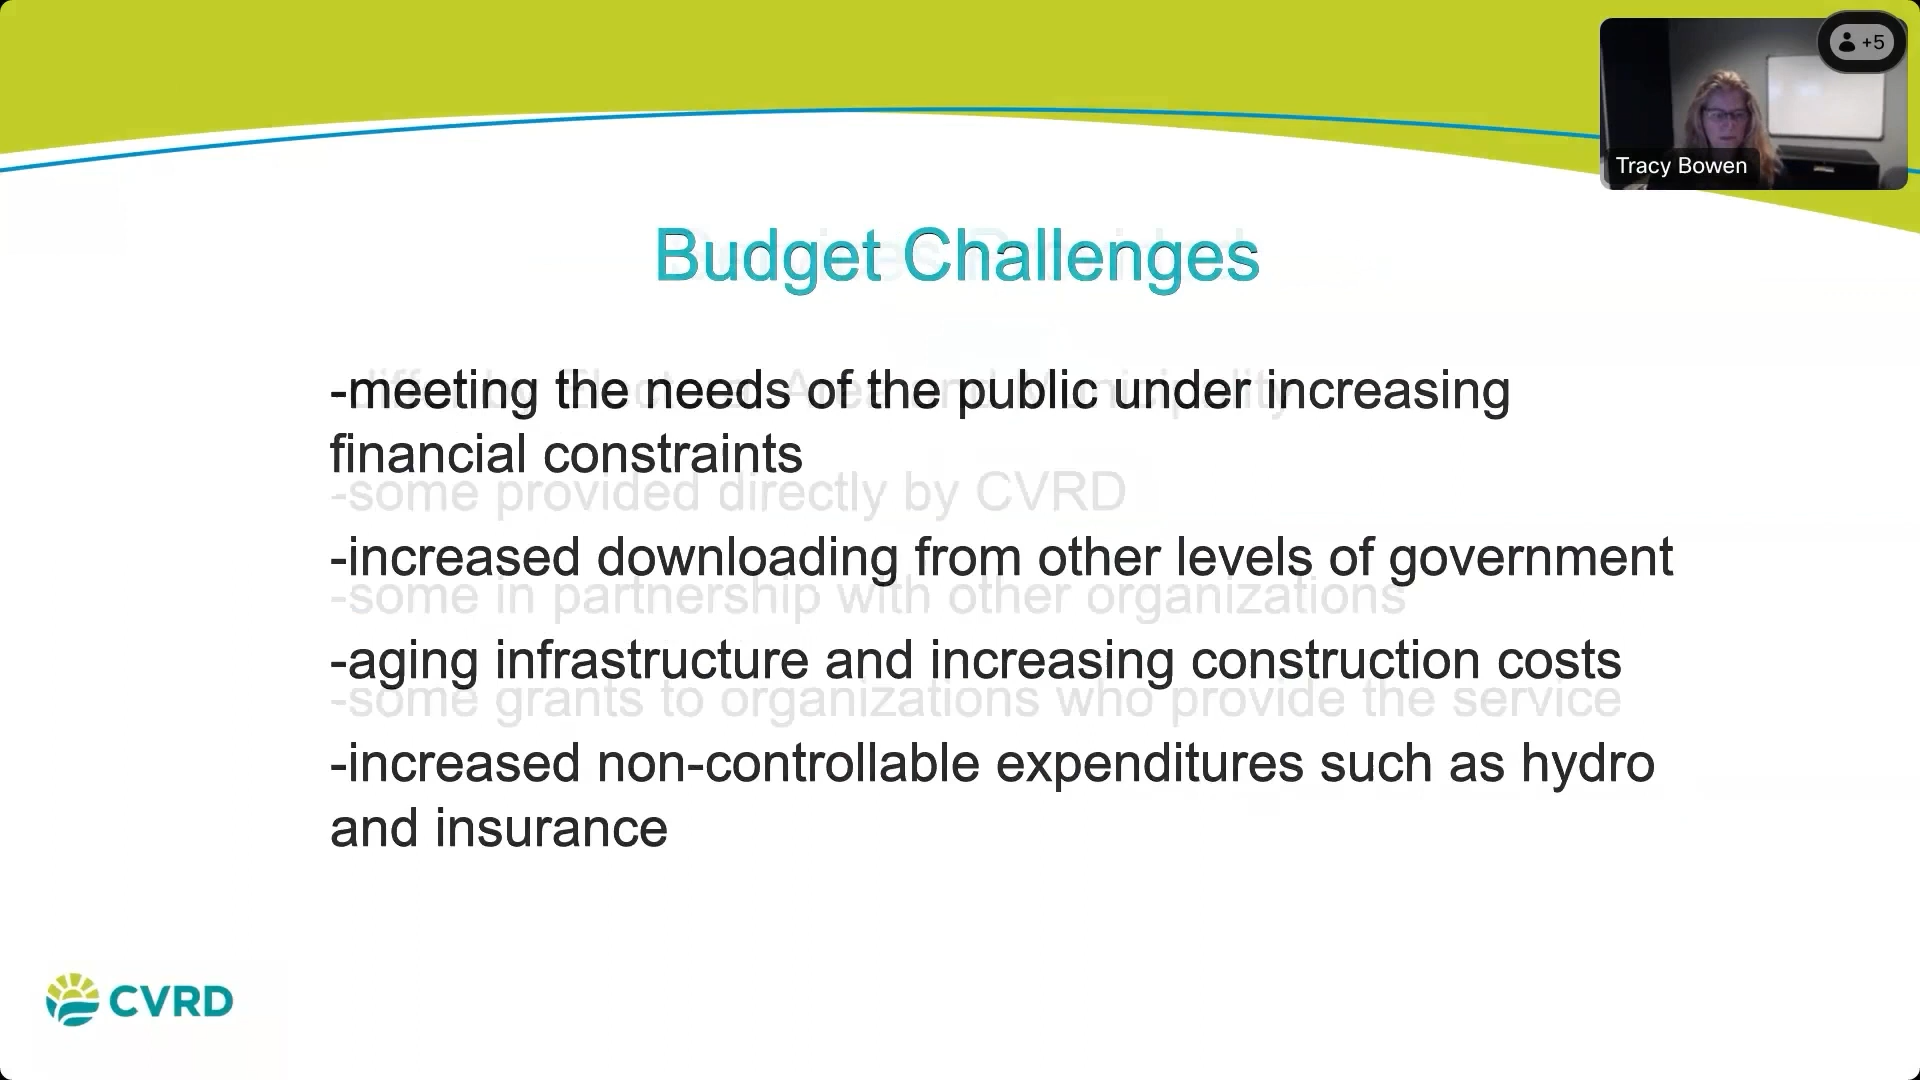 +5
Tracy Bowen
Budget Challenges
-meeting the needs of the public under increasing
financial constraints
-some provided directly by CVRD
-increased downloading from other levels of government
-some in partnership with other organizations
-aging infrastructure and increasing construction costs
-some grants to organizations who provide the service
-increased non-controllable expenditures such as hydro
and insurance
CVRD